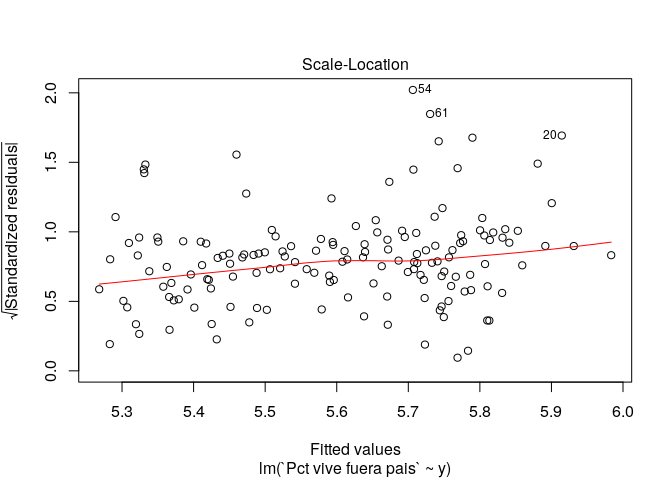 Scale-Location
√|Standardized residuals|
2.0
1.5
1.0
0.5
0.0
54
61
20
5.3 5.4 5.5 5.6 5.7 5.8 5.9 6.0
Fitted values
lm(`Pct vive fuera pais` ~ y)